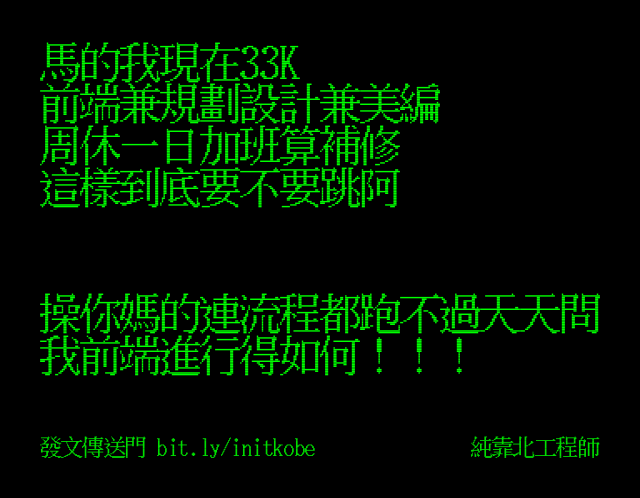 馬的我現在33K
前端兼規劃設計兼美編
周休一日加班算補修
這樣到底要不要跳阿
操你媽的連流程都跑不過天天問
我前端進行得如何！！！
發文傳送門 bit.ly/initkobe
純靠北工程師